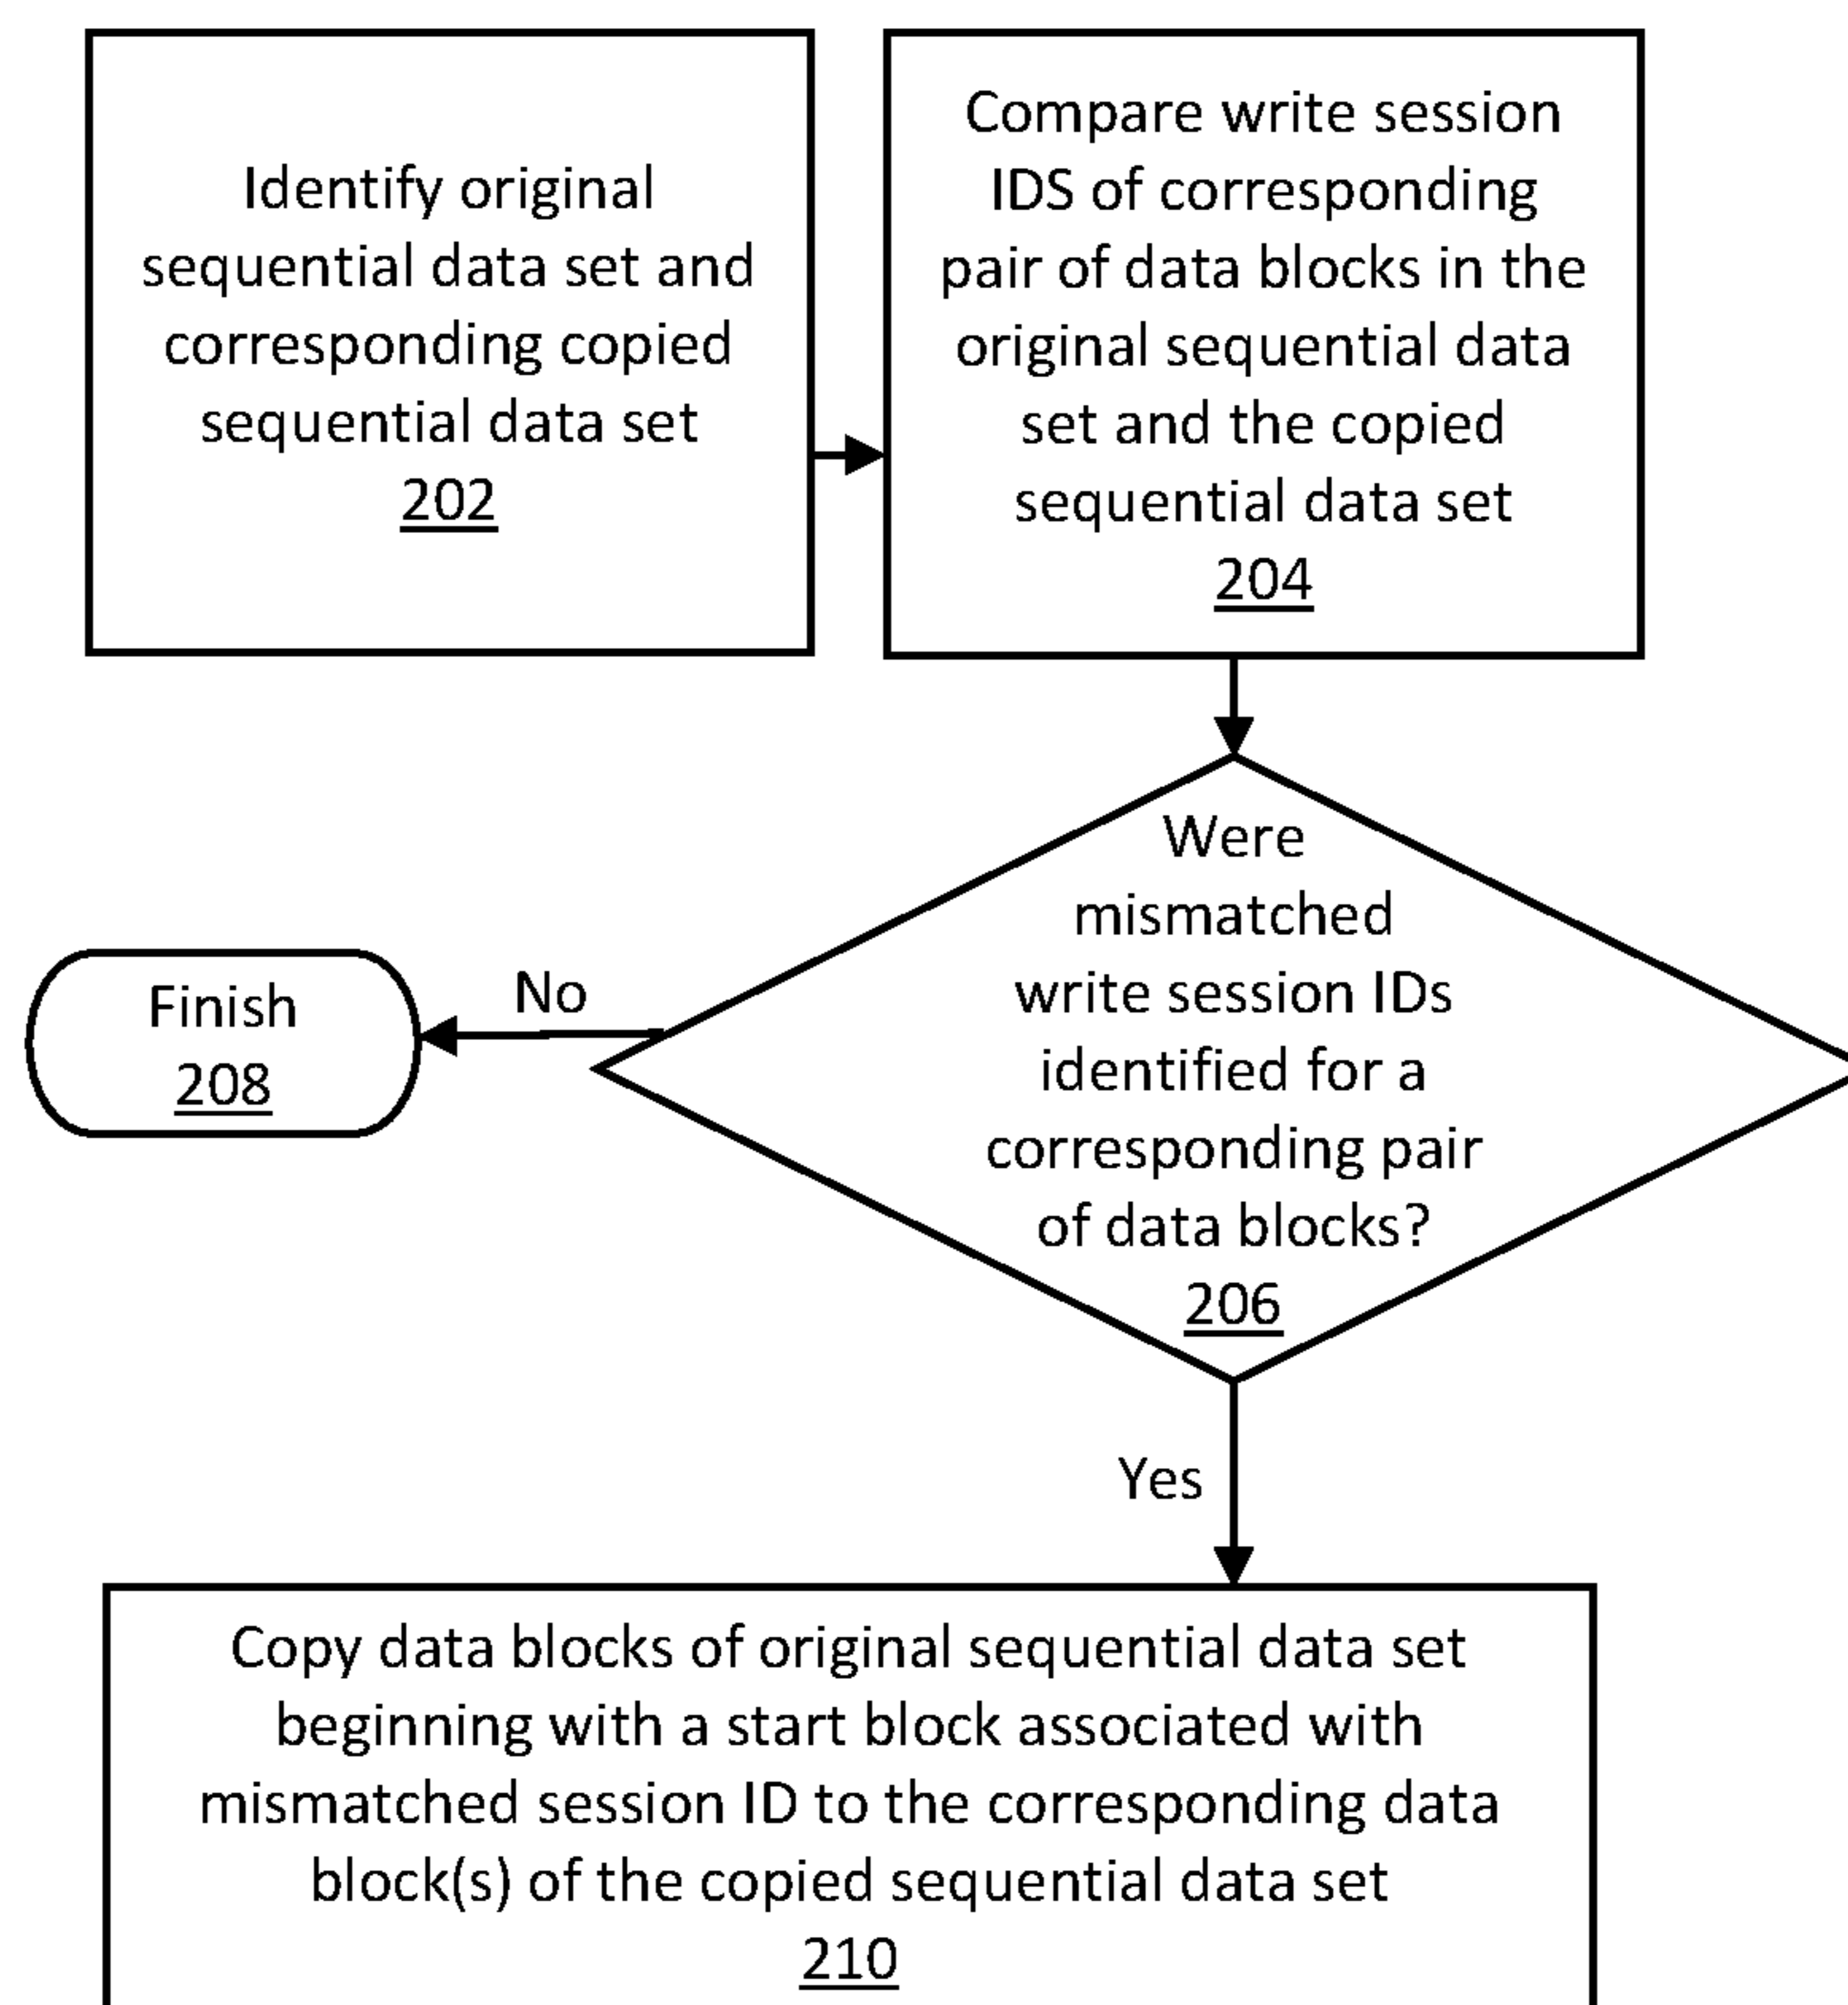 Identify original
sequential data set and
corresponding copied
sequential data set
202
Compare write session
IDS of corresponding
pair of data blocks in the
original sequential data
set and the copied
sequential data set
204
Were
mismatched
write session IDs
identified for a
corresponding pair
of data blocks?
206
No
Finish
208
Yes
Copy data blocks of original sequential data set
beginning with a start block associated with
mismatched session ID to the corresponding data
block(s) of the copied sequential data set
210